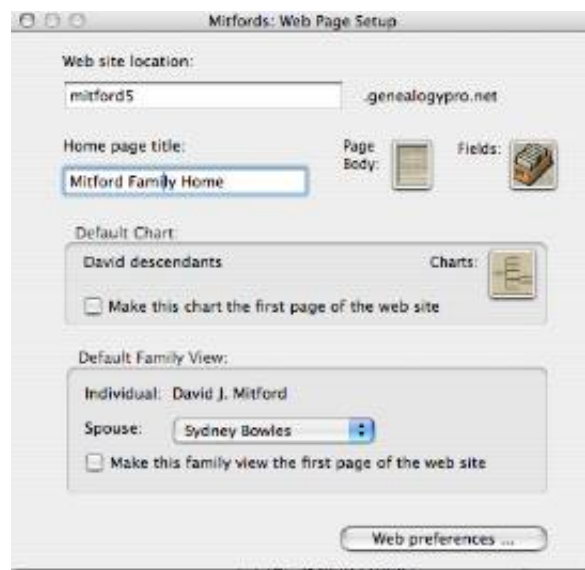 Mitfords: Web Page Setup
Web site location:
mitford5 .genealogypro.net
Home page title: Page Body: Fields:
Mitford Family Home
Default Chart:
David descendants Charts:
Make this chart the first page of the web site
Default Family View:
Individual: David J. Mitford
Spouse: Sydney Bowles
Make this family view the first page of the web site
Web preferences ...